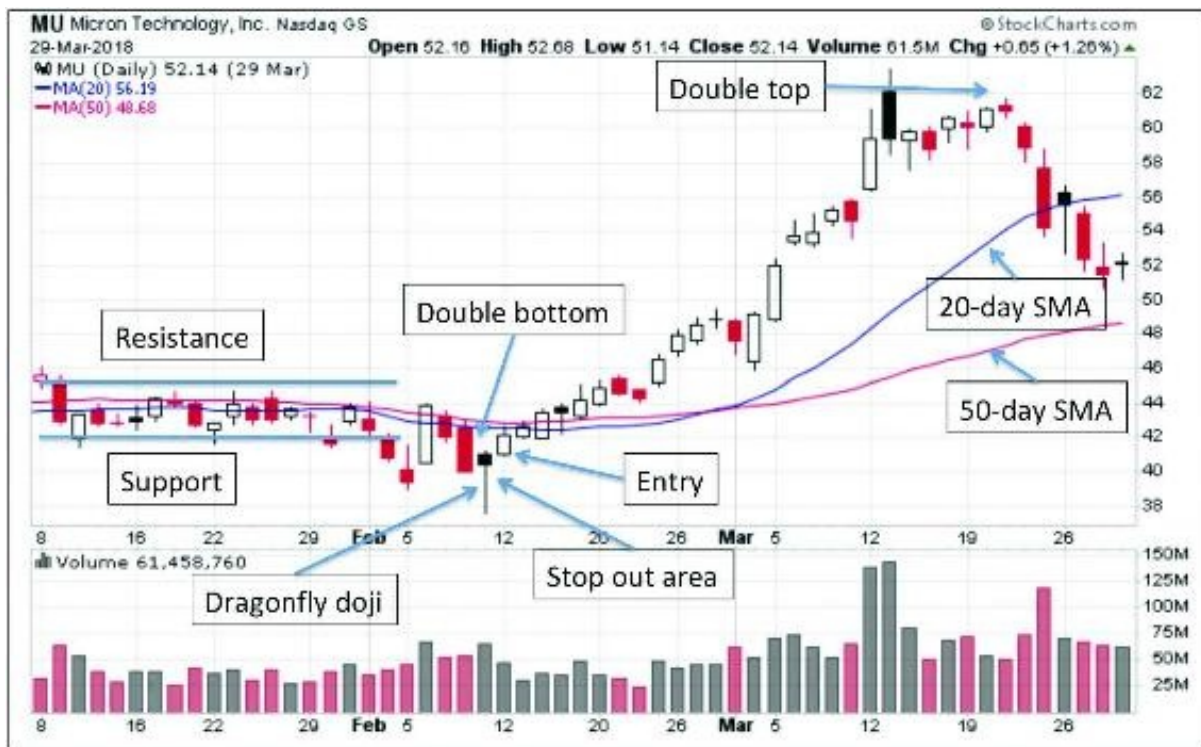 MU Micron Technology, Inc. Nasdaq GS
© StockCharts.com
29-Mar-2018
Open 52.16 High 52.68 Low 51.14 Close 52.14 Volume 61.5M Chg +0.65 (+1.26%)
MU (Daily) 52.14 (29 Mar)
MA(20) 56.19
MA(50) 48.68
Double top
62
60
58
56
54
52
50
48
46
44
42
40
38
Double bottom
Resistance
20-day SMA
50-day SMA
Support
Entry
8 16 22 29 Feb 5 12 20 26 Mar 5 12 19 26
Volume 61,458,760
Stop out area
Dragonfly doji
150M
125M
100M
75M
50M
25M
8 16 22 29 Feb 5 12 20 26 Mar 5 12 19 26